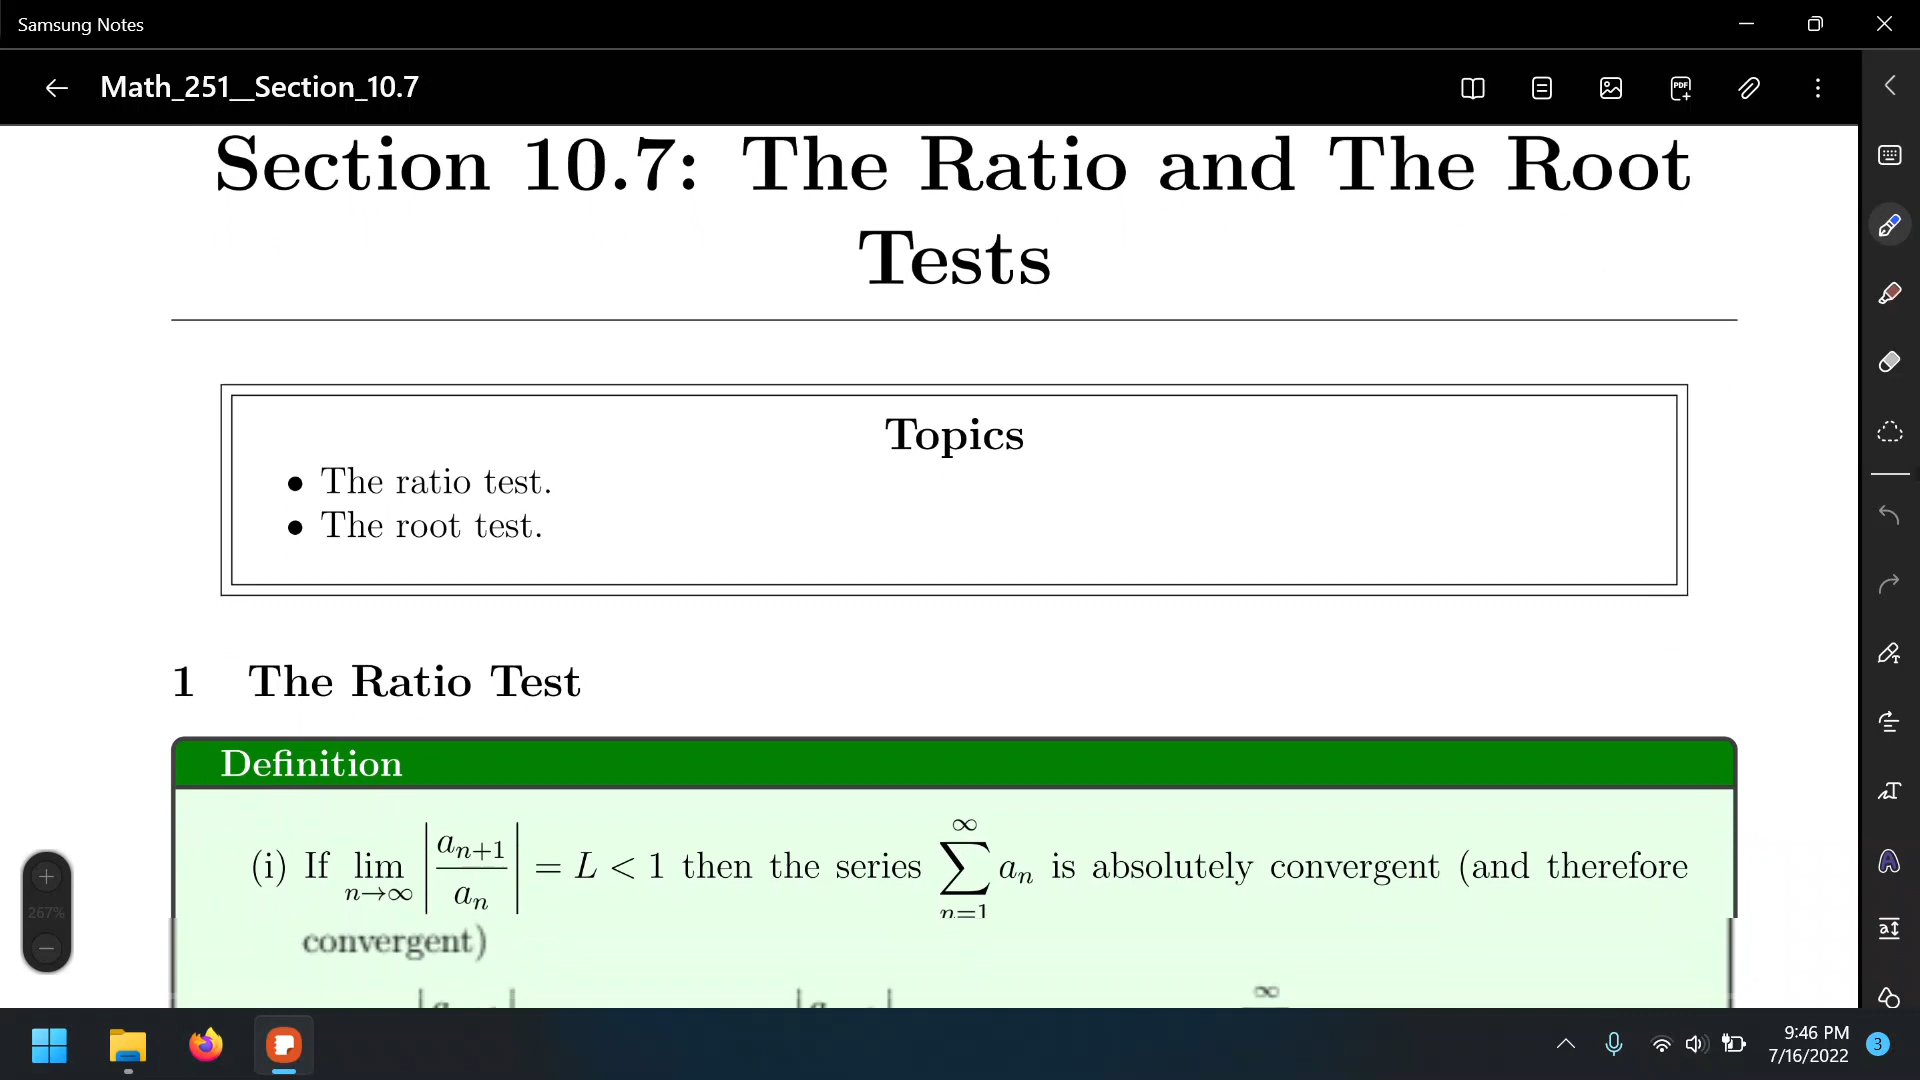 Samsung Notes
Math_251__Section_10.7
Section 10.7: The Ratio and The Root
Tests
Topics
• The ratio test.
• The root test.
1 The Ratio Test
Definition
(i) If lim_{n→∞} |a_{n+1}/a_n| = L < 1 then the series ∑_{n=1}^{∞} a_n is absolutely convergent (and therefore
convergent)
267%
9:46 PM
7/16/2022
3